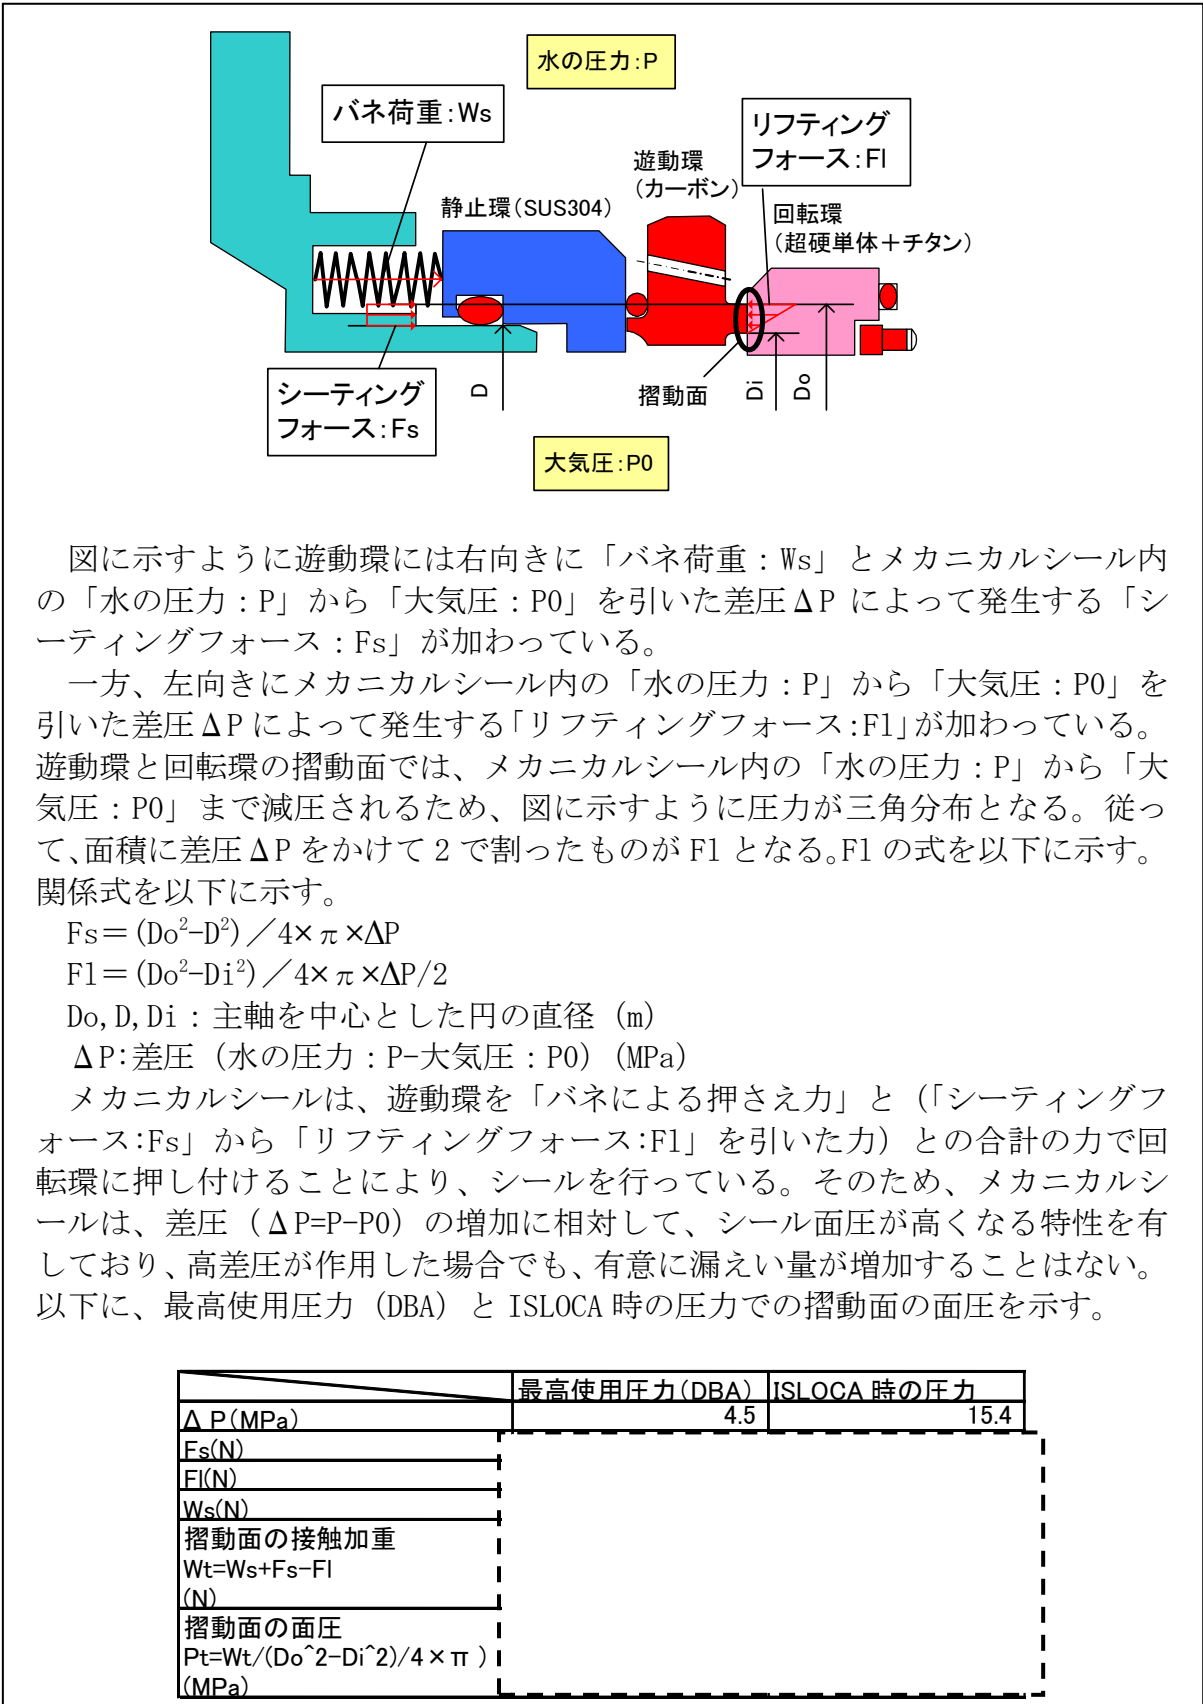 水の圧力:P
バネ荷重:Ws
リフティング
フォース:Fl
遊動環
(カーボン)
静止環(SUS304)
回転環
(超硬単体+チタン)
シーティング
フォース:Fs
D
摺動面
Di
Do
大気圧:P0
図に示すように遊動環には右向きに「バネ荷重：Ws」とメカニカルシール内
の「水の圧力：P」から「大気圧：P0」を引いた差圧ΔP によって発生する「シ
ーティングフォース：Fs」が加わっている。
一方、左向きにメカニカルシール内の「水の圧力：P」から「大気圧：P0」を
引いた差圧ΔP によって発生する「リフティングフォース:Fl」が加わっている。
遊動環と回転環の摺動面では、メカニカルシール内の「水の圧力：P」から「大
気圧：P0」まで減圧されるため、図に示すように圧力が三角分布となる。従っ
て、面積に差圧ΔP をかけて 2 で割ったものが Fl となる。Fl の式を以下に示す。
関係式を以下に示す。
Fs＝(Do²-D²)／4×π×ΔP
Fl＝(Do²-Di²)／4×π×ΔP/2
Do,D,Di：主軸を中心とした円の直径 (m)
ΔP:差圧（水の圧力：P-大気圧：P0）(MPa)
メカニカルシールは、遊動環を「バネによる押さえ力」と（「シーティングフ
ォース:Fs」から「リフティングフォース:Fl」を引いた力）との合計の力で回
転環に押し付けることにより、シールを行っている。そのため、メカニカルシ
ールは、差圧（ΔP=P-P0）の増加に相対して、シール面圧が高くなる特性を有
しており、高差圧が作用した場合でも、有意に漏えい量が増加することはない。
以下に、最高使用圧力（DBA）と ISLOCA 時の圧力での摺動面の面圧を示す。
最高使用圧力(DBA) ISLOCA 時の圧力
Δ P(MPa) 4.5 15.4
Fs(N)
Fl(N)
Ws(N)
摺動面の接触加重
Wt=Ws+Fs-Fl
(N)
摺動面の面圧
Pt=Wt/(Do^2-Di^2)/4×π )
(MPa)